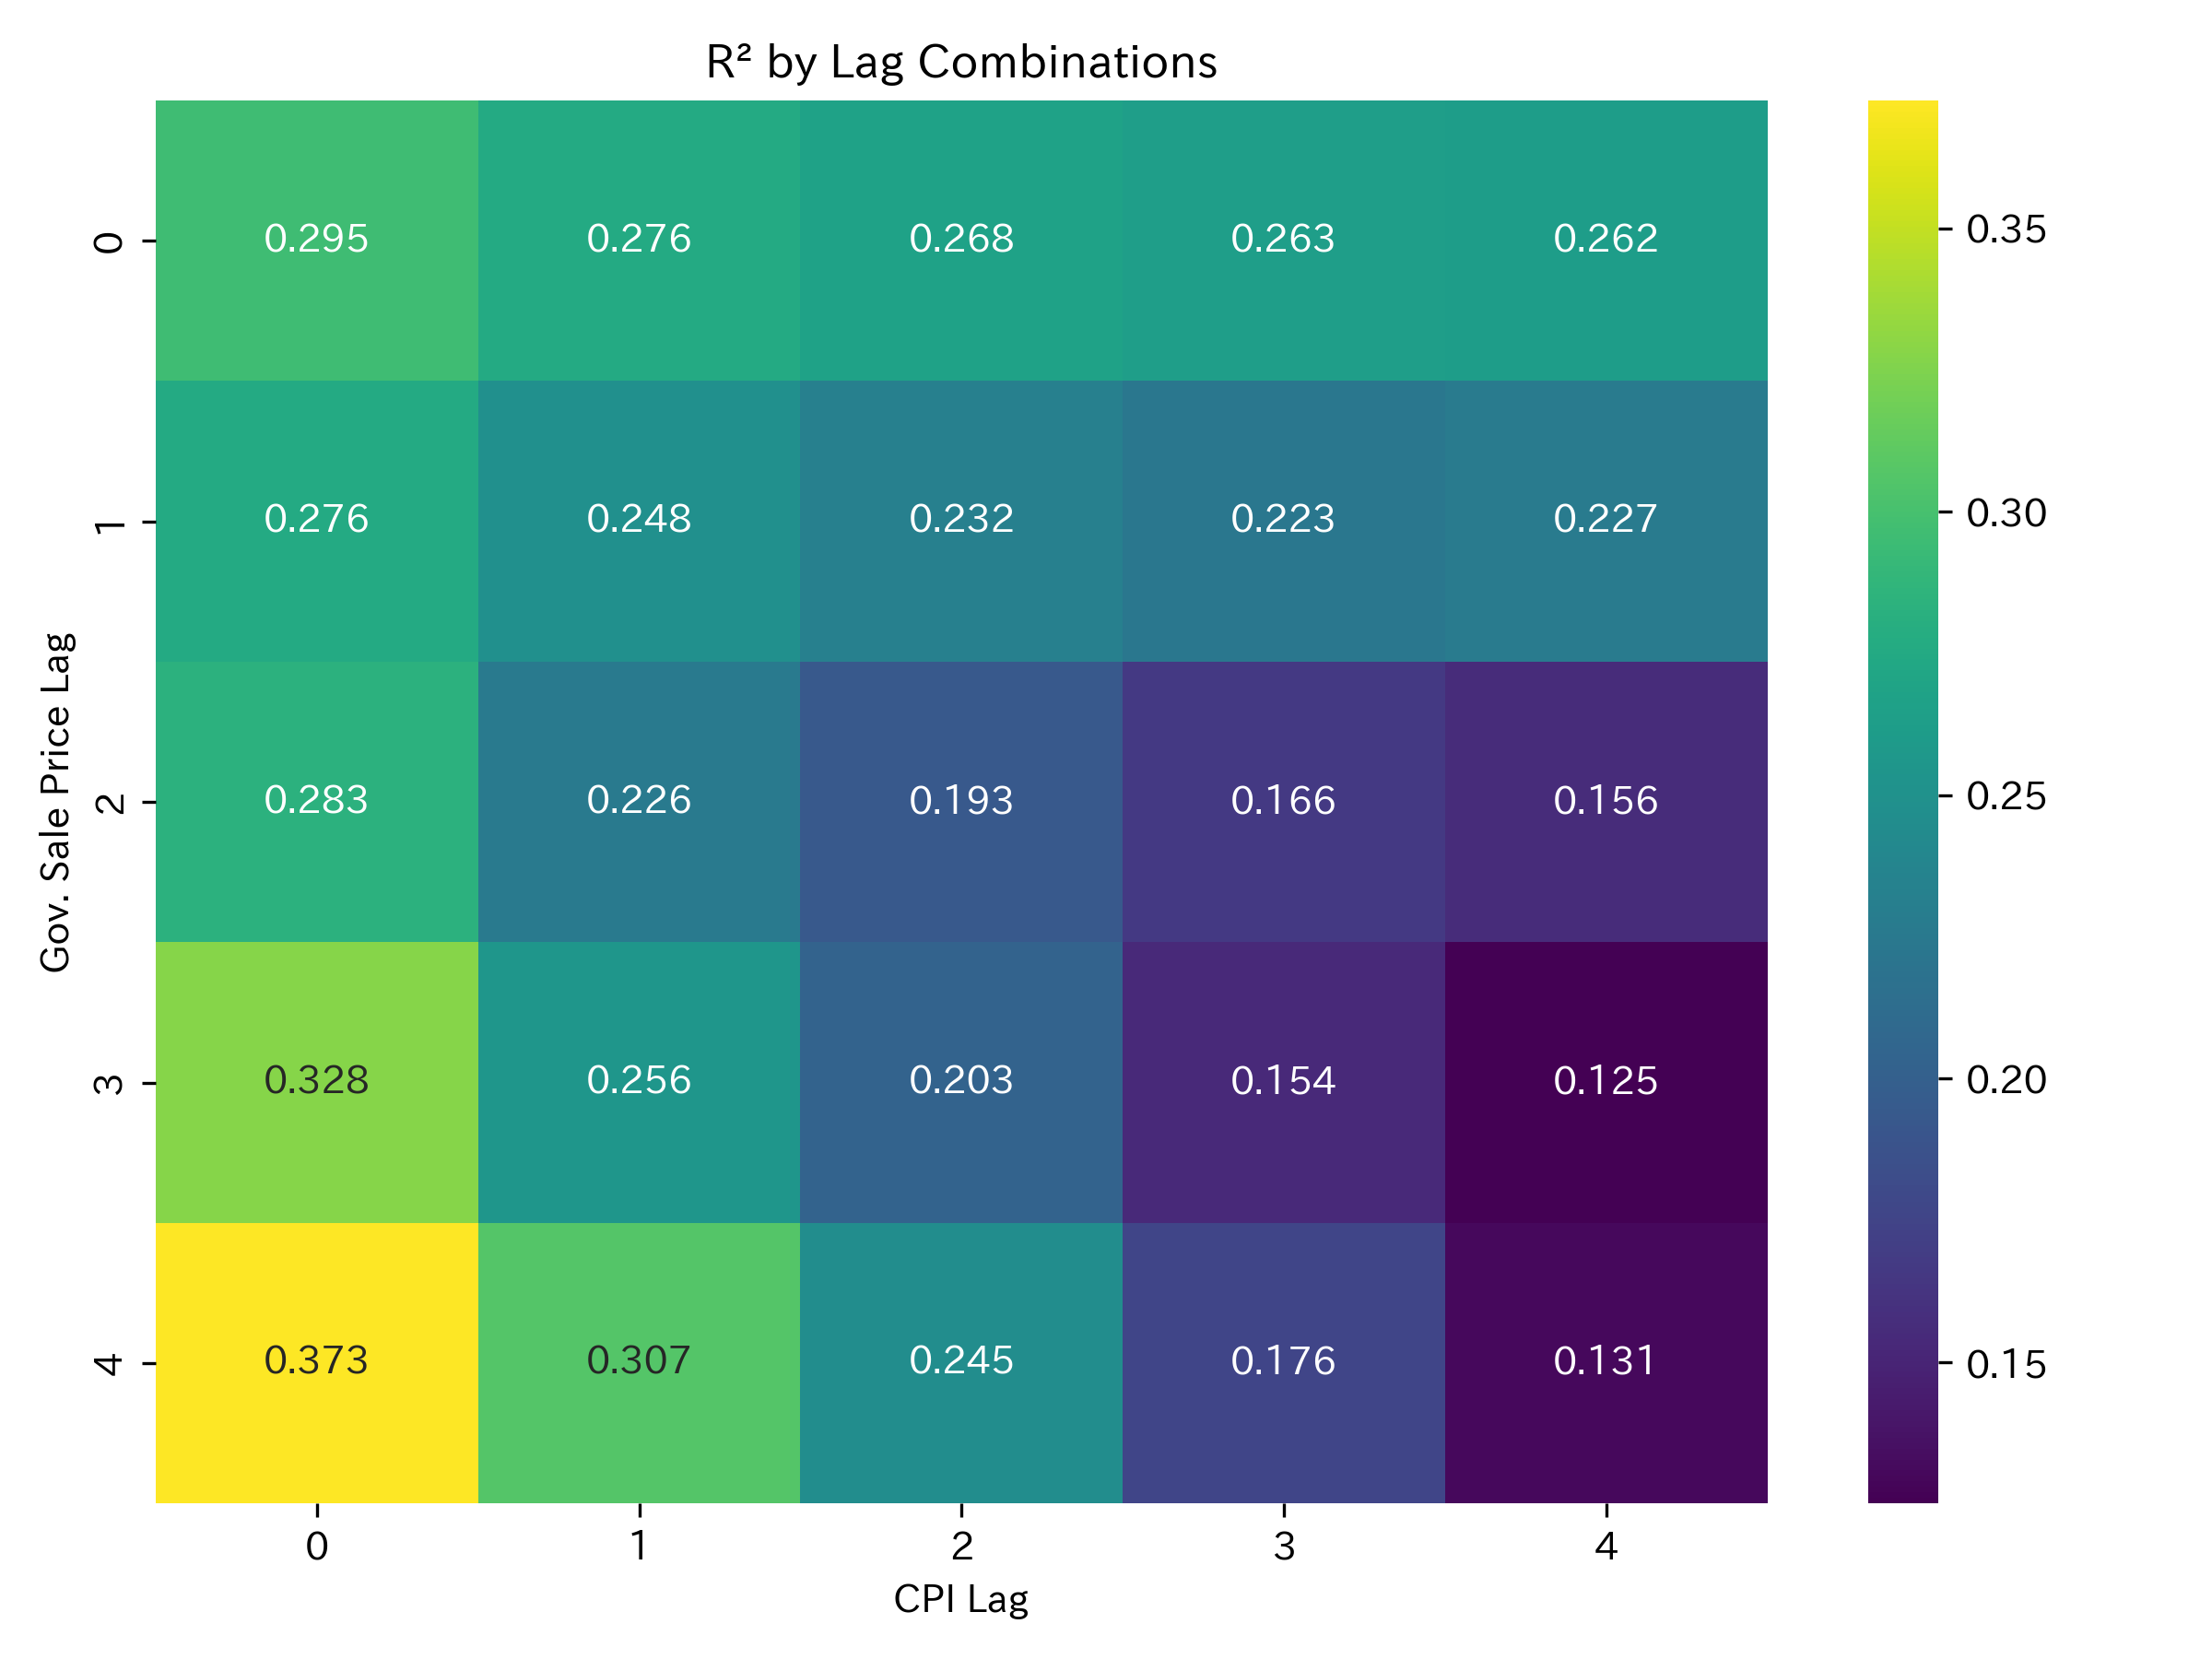 R² by Lag Combinations
0 0.295 0.276 0.268 0.263 0.262
1 0.276 0.248 0.232 0.223 0.227
2 0.283 0.226 0.193 0.166 0.156
3 0.328 0.256 0.203 0.154 0.125
4 0.373 0.307 0.245 0.176 0.131
0 1 2 3 4
CPI Lag
Gov. Sale Price Lag
0.35
0.30
0.25
0.20
0.15